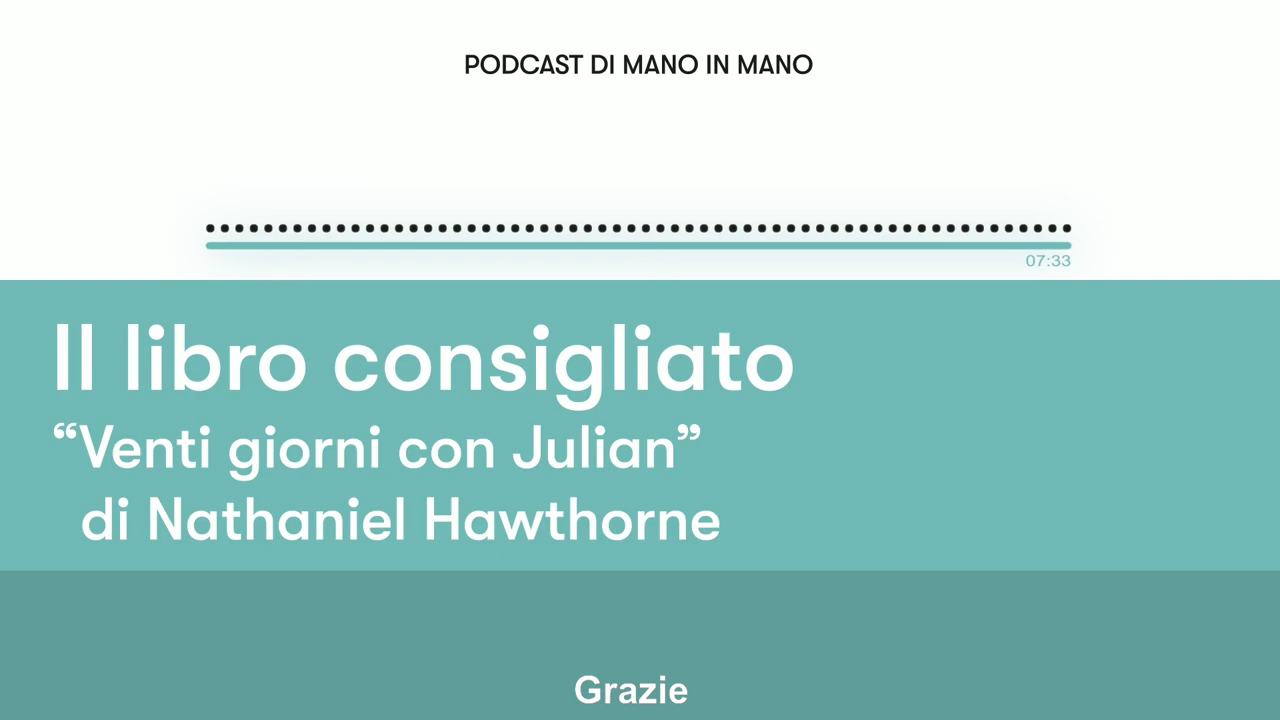 PODCAST DI MANO IN MANO
07:33
Il libro consigliato
“Venti giorni con Julian”
di Nathaniel Hawthorne
Grazie